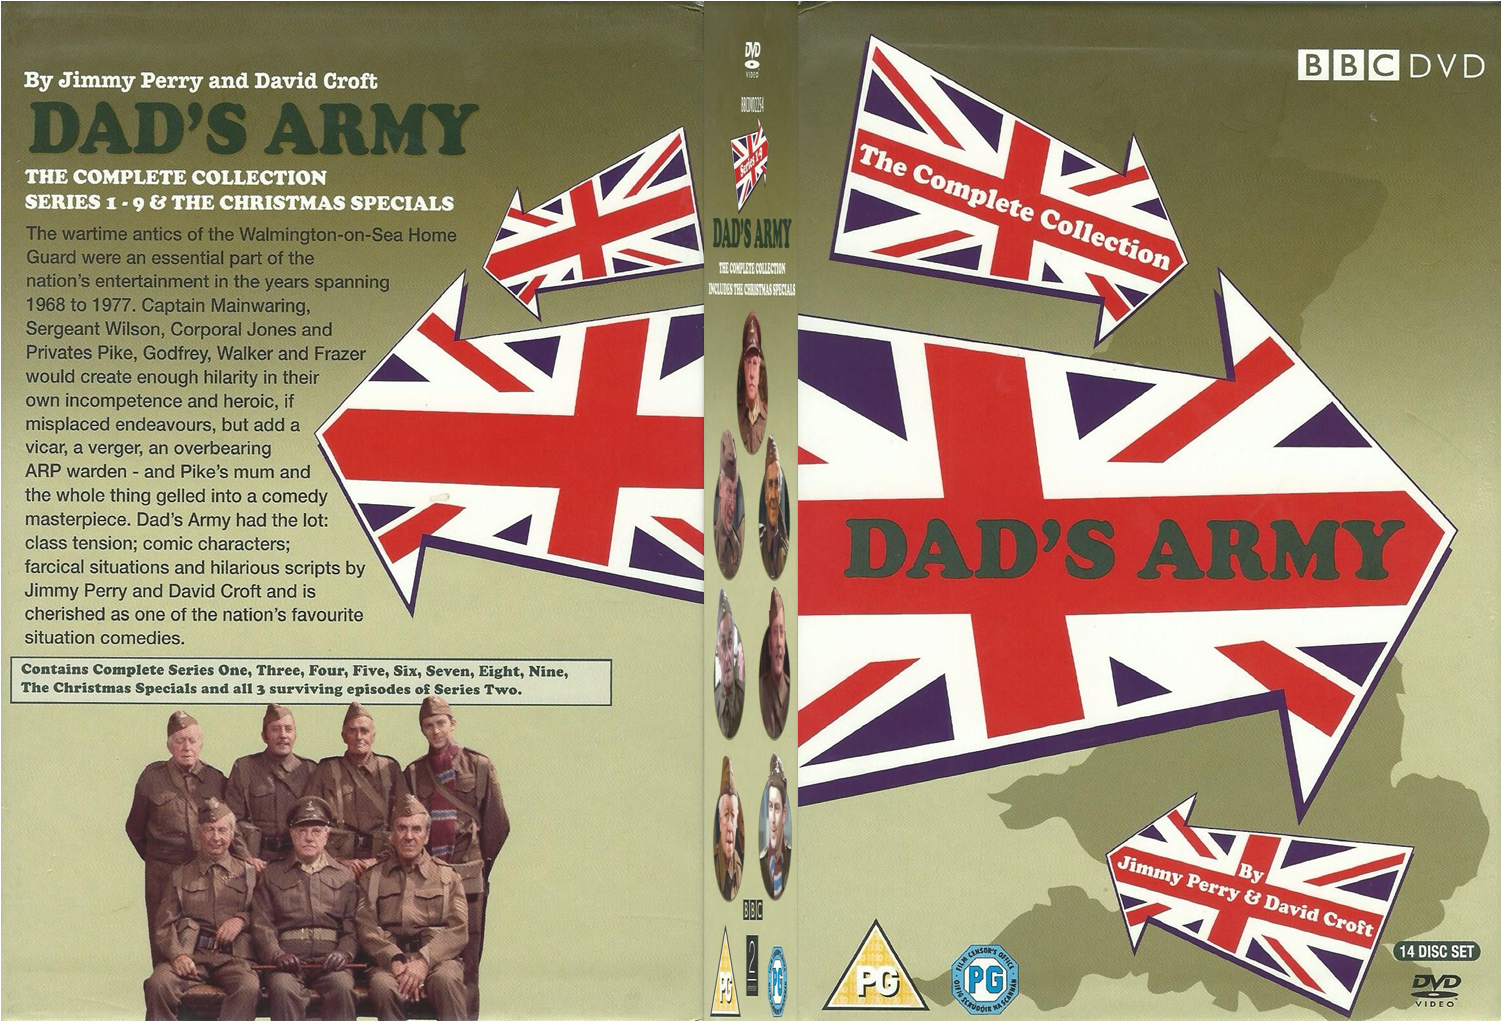 By Jimmy Perry and David Croft
DAD'S ARMY
THE COMPLETE COLLECTION
SERIES 1 - 9 & THE CHRISTMAS SPECIALS
The wartime antics of the Walmington-on-Sea Home
Guard were an essential part of the
nation's entertainment in the years spanning
1968 to 1977. Captain Mainwaring,
Sergeant Wilson, Corporal Jones and
Privates Pike, Godfrey, Walker and Frazer
would create enough hilarity in their
own incompetence and heroic, if
misplaced endeavours, but add a
vicar, a verger, an overbearing
ARP warden - and Pike's mum and
the whole thing gelled into a comedy
masterpiece. Dad's Army had the lot:
class tension; comic characters;
farcical situations and hilarious scripts by
Jimmy Perry and David Croft and is
cherished as one of the nation's favourite
situation comedies.
Contains Complete Series One, Three, Four, Five, Six, Seven, Eight, Nine,
The Christmas Specials and all 3 surviving episodes of Series Two.
DVD
VIDEO
Series 1-9
DAD'S ARMY
THE COMPLETE COLLECTION
INCLUDES THE CHRISTMAS SPECIALS
BBC
PG
2
PG
BBC DVD
The Complete Collection
DAD'S ARMY
By
Jimmy Perry & David Croft
PG
FILM CENSOR'S OFFICE
PG
OIFIG SCRÚDÓIR NA SCANNÁN
14 DISC SET
DVD
VIDEO